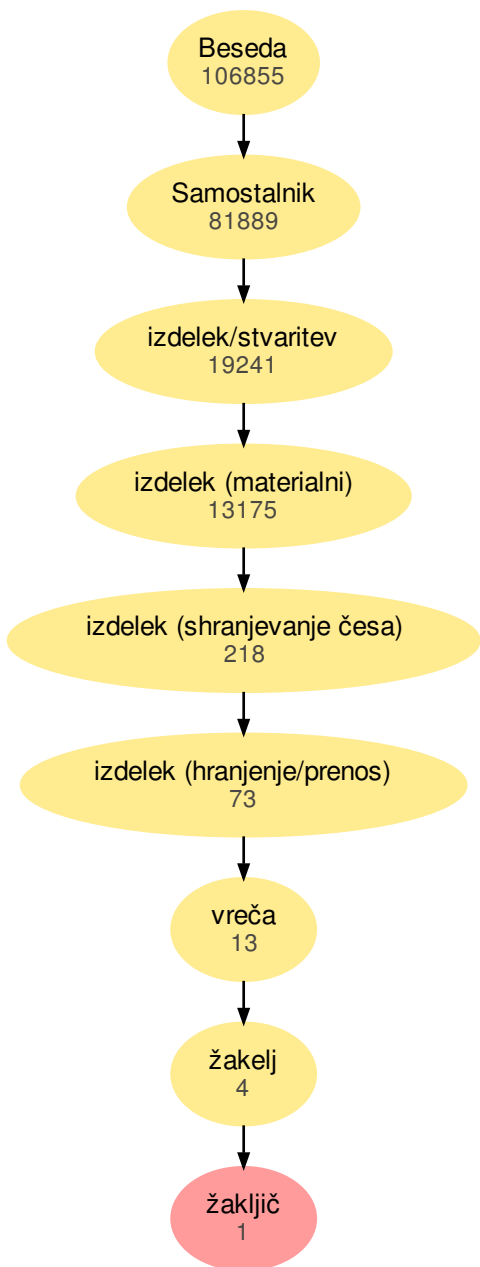 Beseda
106855
Samostalnik
81889
izdelek/stvaritev
19241
izdelek (materialni)
13175
izdelek (shranjevanje česa)
218
izdelek (hranjenje/prenos)
73
vreča
13
žakelj
4
žakljič
1